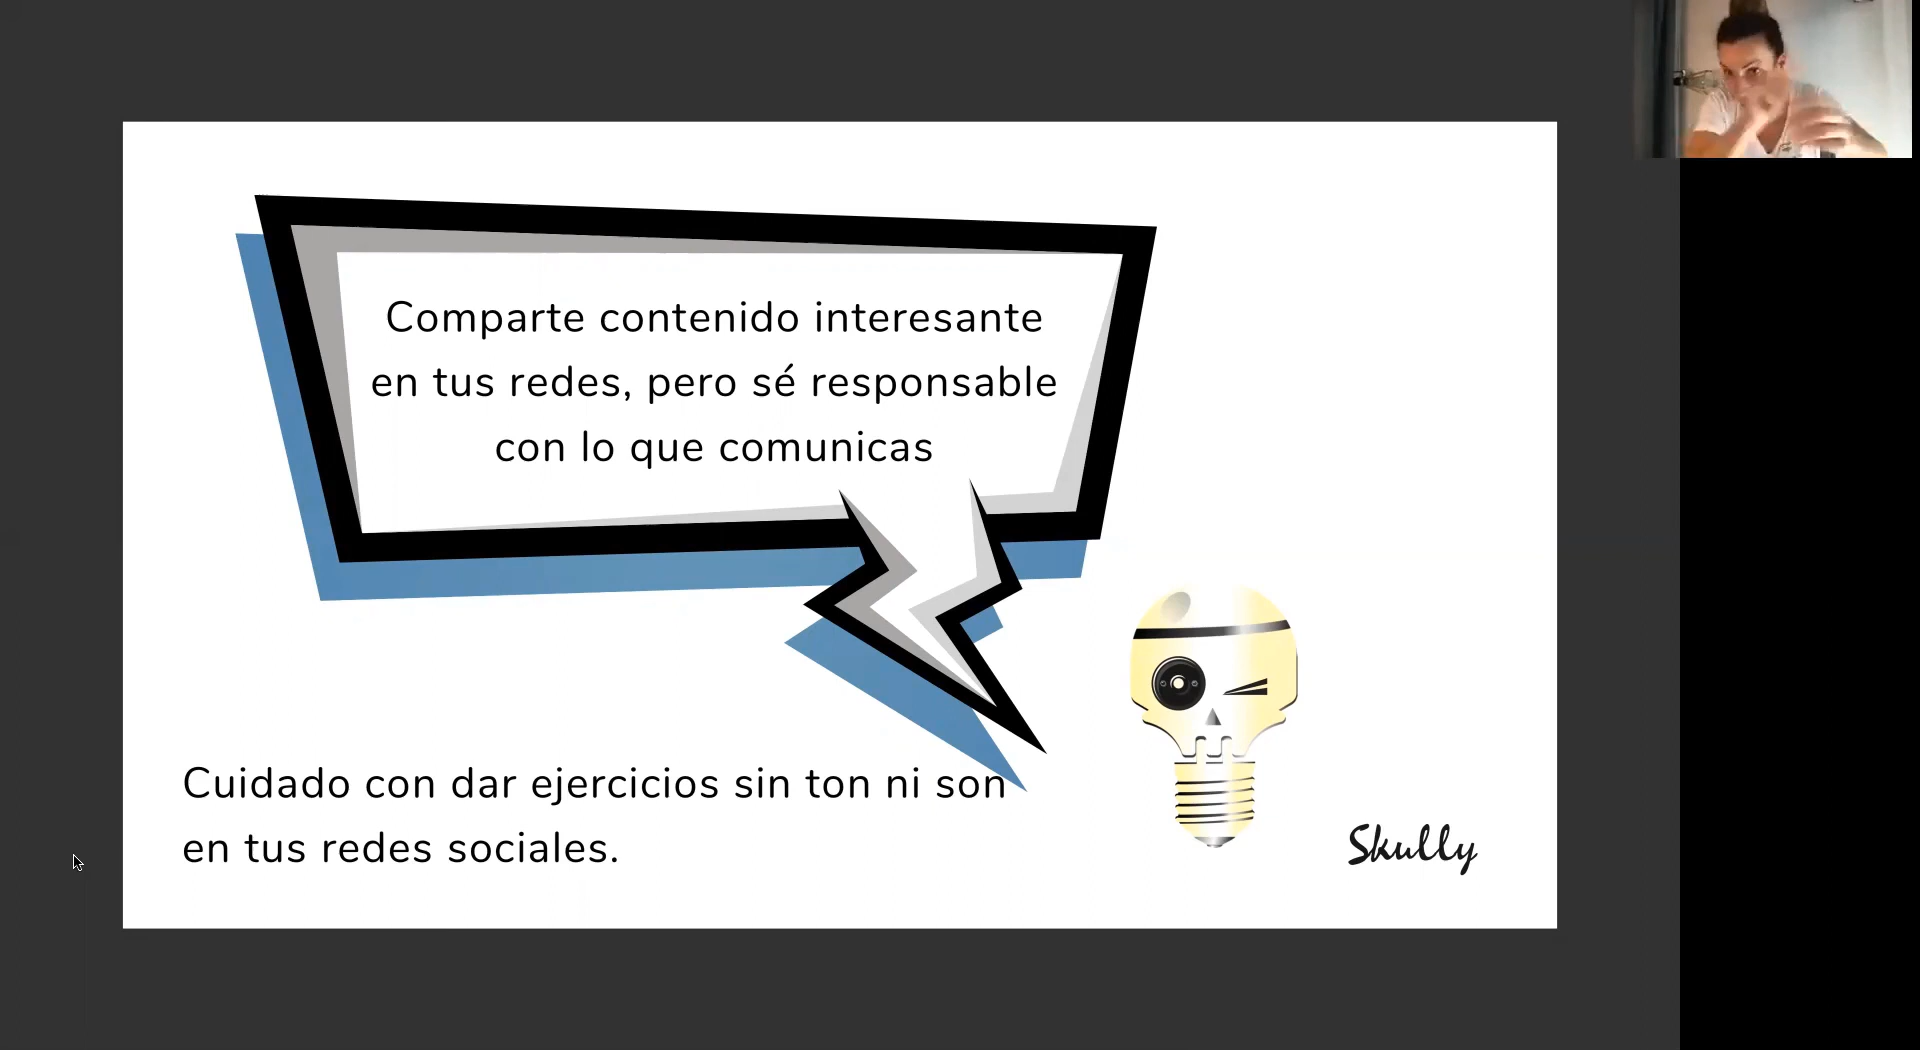 Comparte contenido interesante
en tus redes, pero sé responsable
con lo que comunicas
Cuidado con dar ejercicios sin ton ni son
en tus redes sociales.
Skully